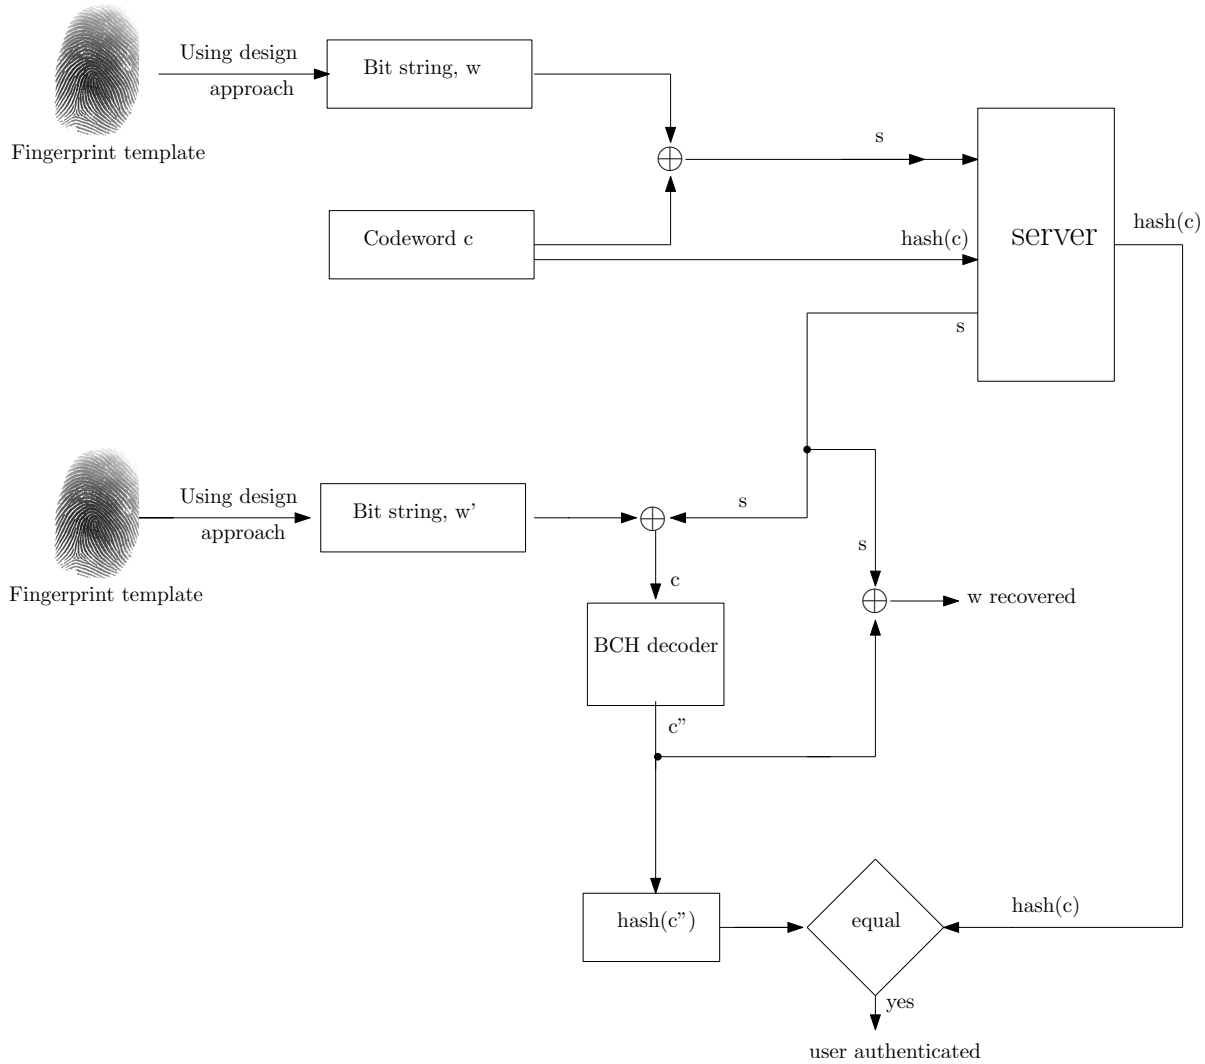 Using design
approach
Bit string, w
Fingerprint template
s
Codeword c
hash(c)
server
hash(c)
s
Using design
approach
Bit string, w'
s
s
Fingerprint template
c
w recovered
BCH decoder
c"
hash(c")
equal
hash(c)
yes
user authenticated